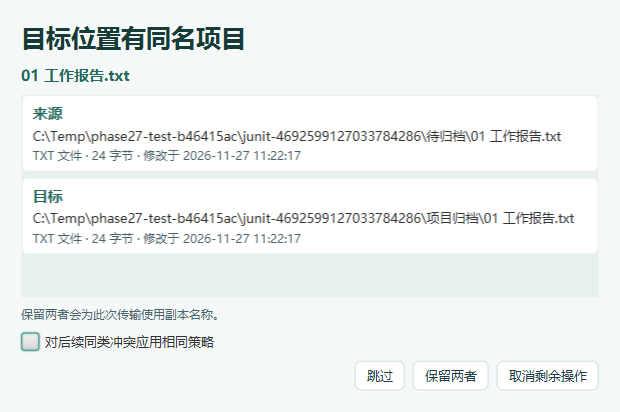 目标位置有同名项目
01 工作报告.txt
来源
C:\Temp\phase27-test-b46415ac\junit-4692599127033784286\待归档\01 工作报告.txt
TXT 文件 · 24 字节 · 修改于 2026-11-27 11:22:17
目标
C:\Temp\phase27-test-b46415ac\junit-4692599127033784286\项目归档\01 工作报告.txt
TXT 文件 · 24 字节 · 修改于 2026-11-27 11:22:17
保留两者会为此次传输使用副本名称。
对后续同类冲突应用相同策略
跳过 保留两者 取消剩余操作